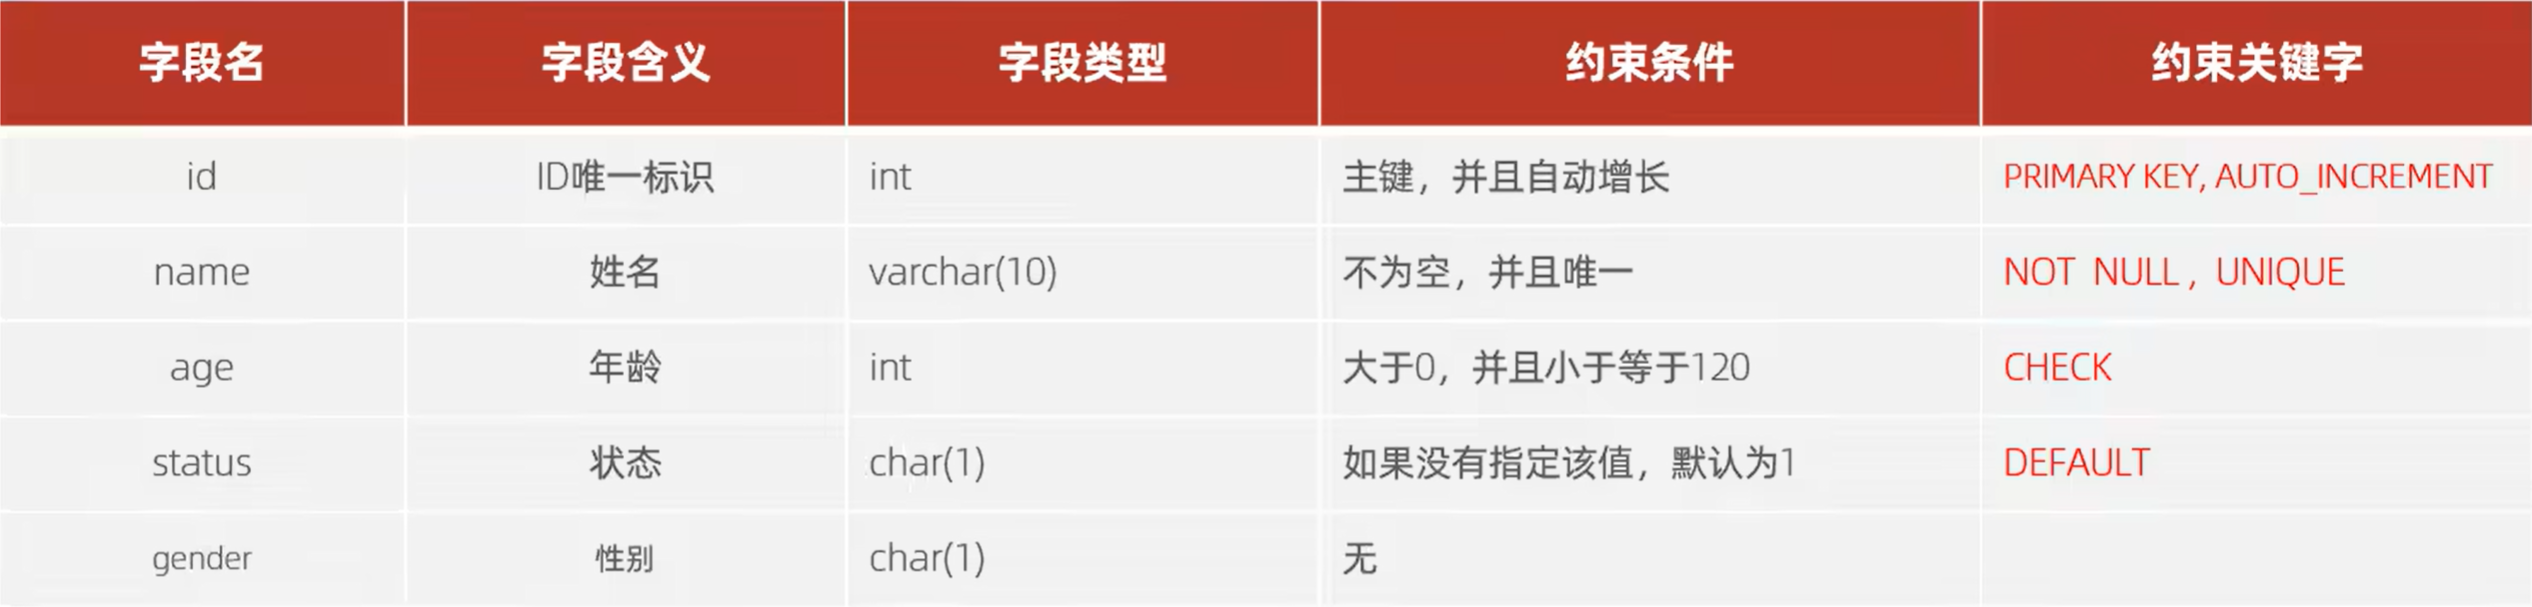 字段名 字段含义 字段类型 约束条件 约束关键字
id ID唯一标识 int 主键，并且自动增长 PRIMARY KEY, AUTO_INCREMENT
name 姓名 varchar(10) 不为空，并且唯一 NOT NULL , UNIQUE
age 年龄 int 大于0，并且小于等于120 CHECK
status 状态 char(1) 如果没有指定该值，默认为1 DEFAULT
gender 性别 char(1) 无